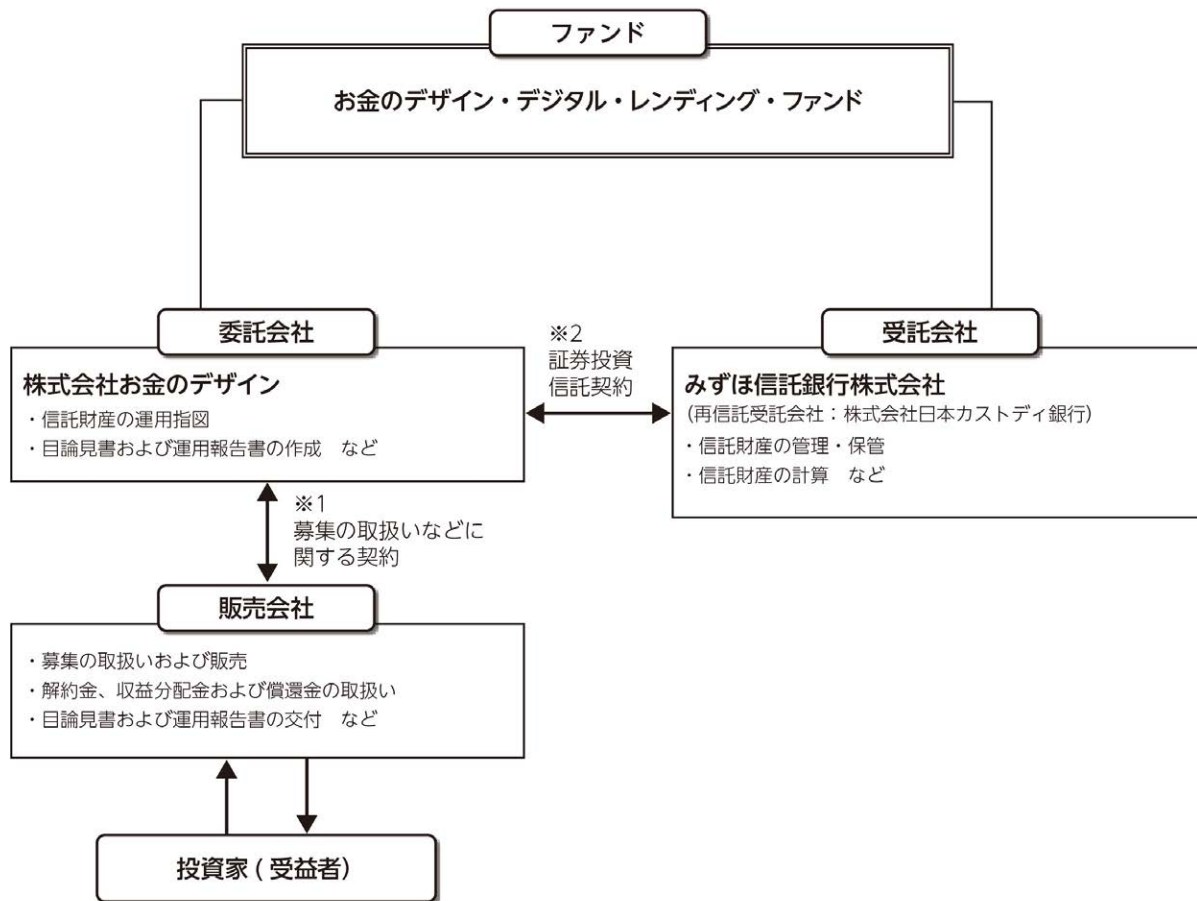 ファンド
お金のデザイン・デジタル・レンディング・ファンド
委託会社
株式会社お金のデザイン
・信託財産の運用指図
・目論見書および運用報告書の作成　など
※2
証券投資
信託契約
受託会社
みずほ信託銀行株式会社
(再信託受託会社：株式会社日本カストディ銀行)
・信託財産の管理・保管
・信託財産の計算　など
※1
募集の取扱いなどに
関する契約
販売会社
・募集の取扱いおよび販売
・解約金、収益分配金および償還金の取扱い
・目論見書および運用報告書の交付　など
投資家 ( 受益者)